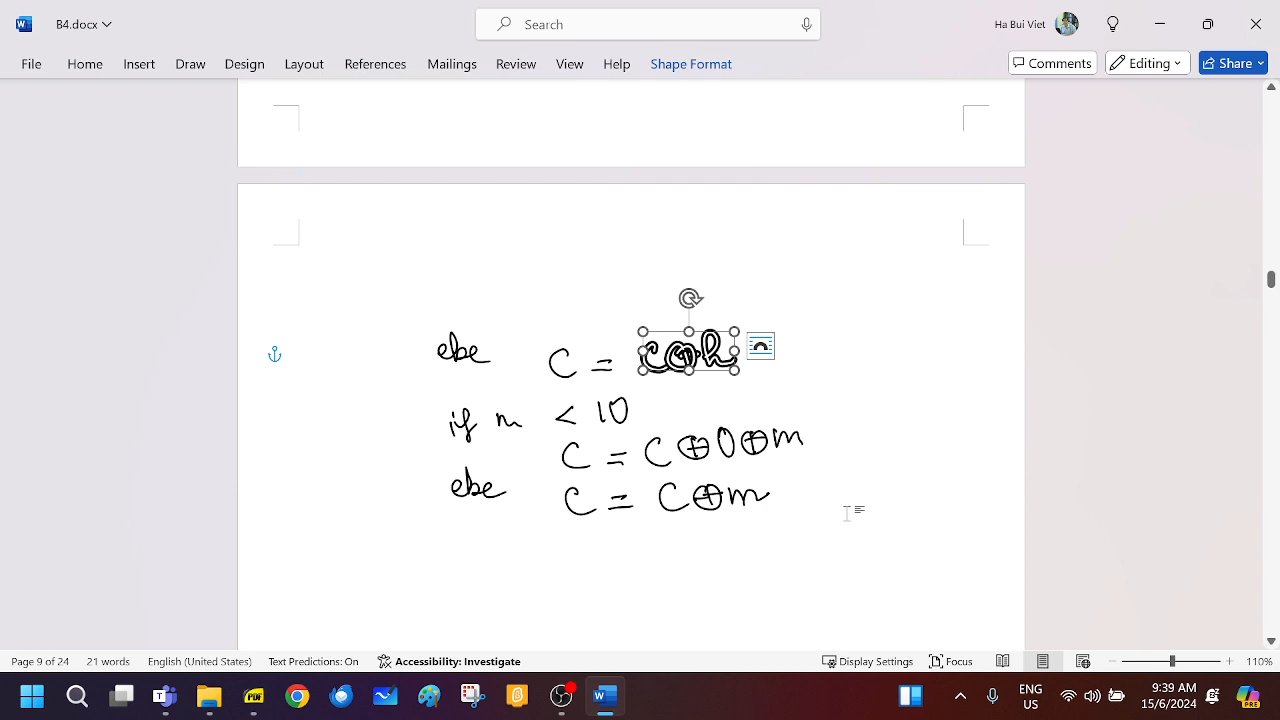 B4.docx
Search
Ha Bui Viet
File Home Insert Draw Design Layout References Mailings Review View Help Shape Format
Comments Editing Share
else C = C⊕h
if m < 10
C = C⊕0⊕m
else C = C⊕m
Page 9 of 24 21 words English (United States) Text Predictions: On Accessibility: Investigate Display Settings Focus 110%
PDF
ENG
US
9:39 AM
15/6/2024
PRE